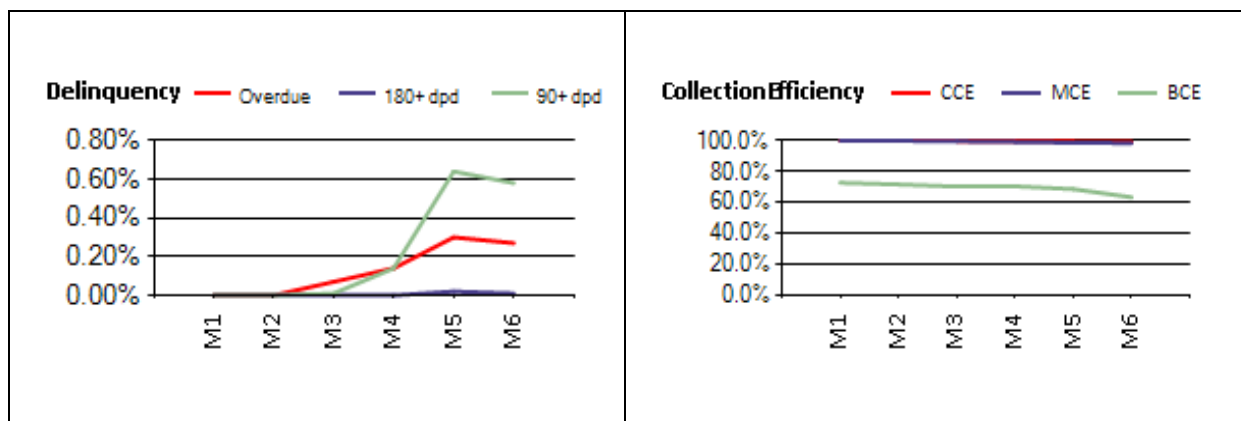 Delinquency Overdue 180+ dpd 90+ dpd
0.80%
0.60%
0.40%
0.20%
0.00%
M1 M2 M3 M4 M5 M6
Collection Efficiency CCE MCE BCE
100.0%
80.0%
60.0%
40.0%
20.0%
0.0%
M1 M2 M3 M4 M5 M6